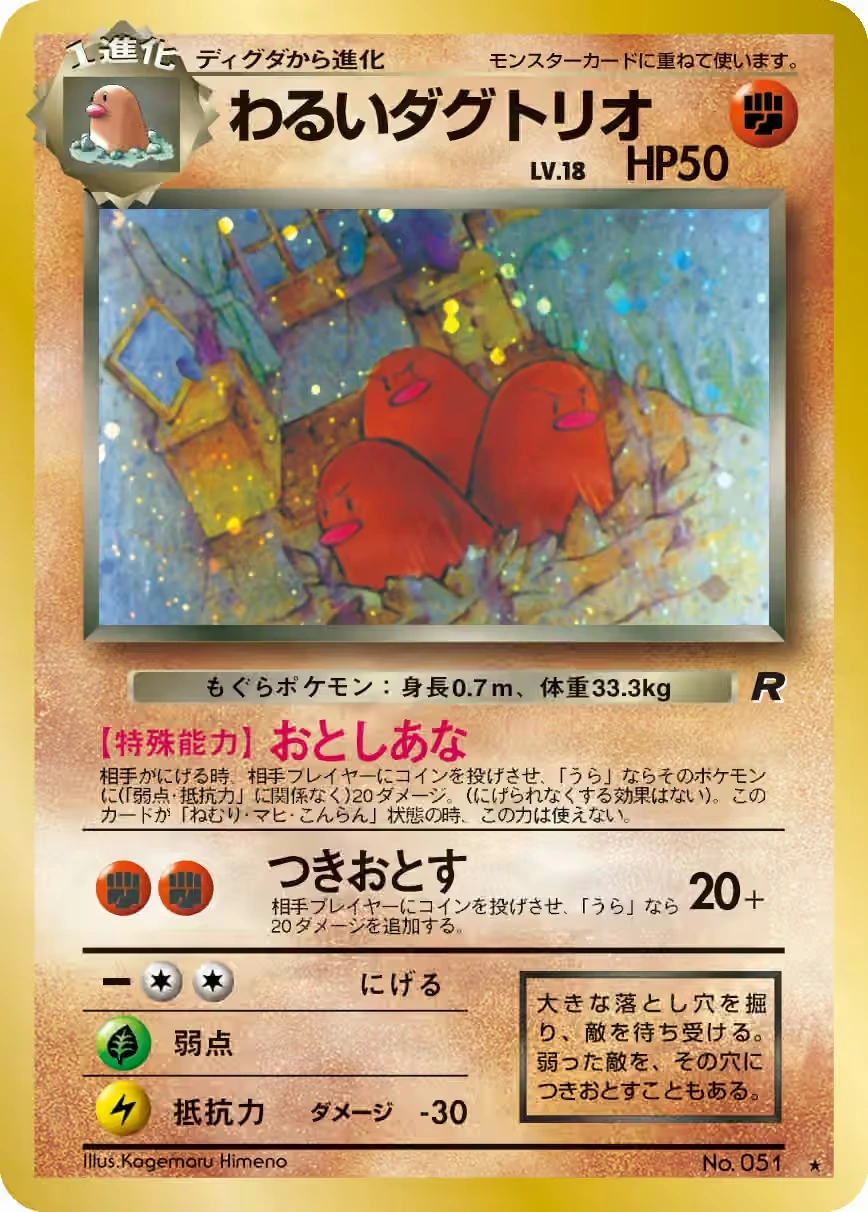 1進化
ディグダから進化
モンスターカードに重ねて使います。
わるいダグトリオ
LV.18 HP50
もぐらポケモン：身長0.7m、体重33.3kg
R
【特殊能力】おとしあな
相手がにげる時、相手プレイヤーにコインを投げさせ、「うら」ならそのポケモン
に(「弱点・抵抗力」に関係なく)20ダメージ。(にげられなくする効果はない)。この
カードが「ねむり・マヒ・こんらん」状態の時、この力は使えない。
つきおとす
20+
相手プレイヤーにコインを投げさせ、「うら」なら
20ダメージを追加する。
にげる
弱点
抵抗力 ダメージ -30
大きな落とし穴を掘
り、敵を待ち受ける。
弱った敵を、その穴に
つきおとすこともある。
Illus.Kagemaru Himeno
No.051 ★